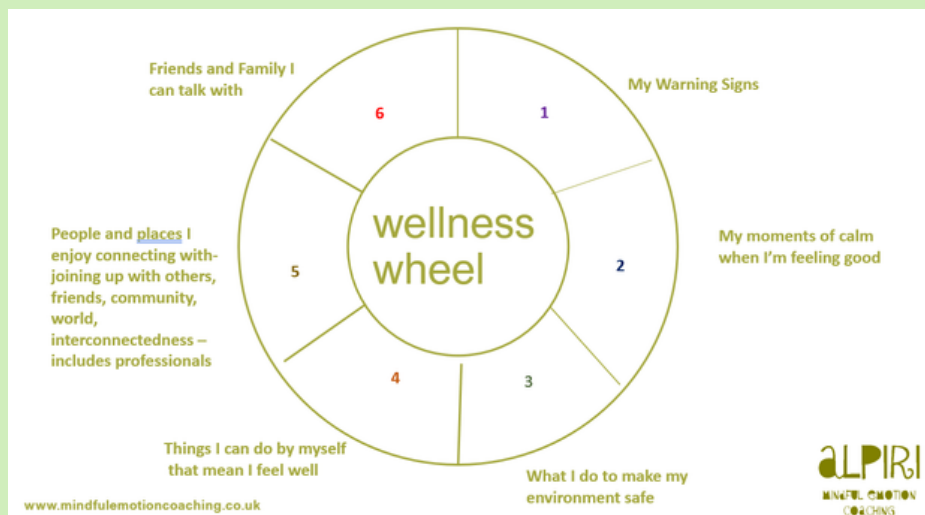 Friends and Family I
can talk with
6
1
My Warning Signs
wellness
wheel
People and places I
enjoy connecting with-
joining up with others,
friends, community,
world,
interconnectedness –
includes professionals
5
2
My moments of calm
when I'm feeling good
4
3
Things I can do by myself
that mean I feel well
What I do to make my
environment safe
www.mindfulemotioncoaching.co.uk
aLPIRI
MINDFUL EMOTION
COACHING